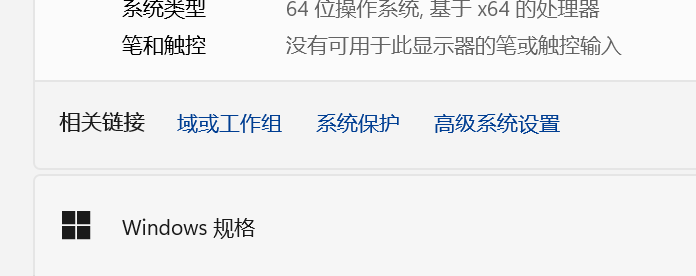 系统类型 64 位操作系统, 基于 x64 的处理器
笔和触控 没有可用于此显示器的笔或触控输入
相关链接 域或工作组 系统保护 高级系统设置
Windows 规格